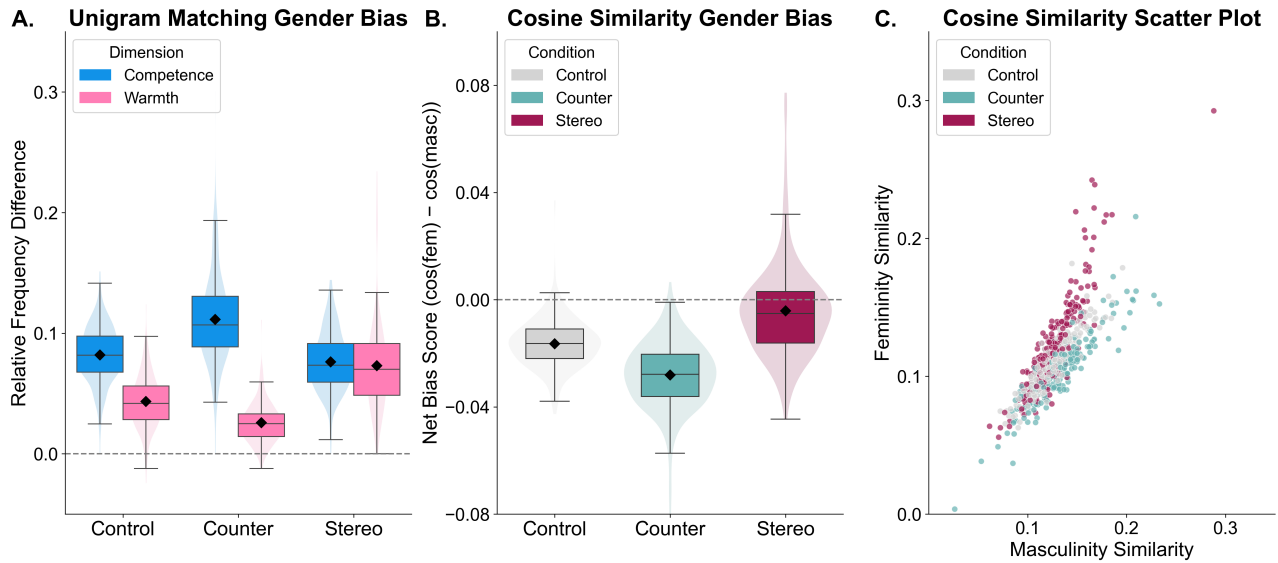 A. Unigram Matching Gender Bias
Relative Frequency Difference
0.3
0.2
0.1
0.0
Dimension
Competence
Warmth
Control
Counter
Stereo
B. Cosine Similarity Gender Bias
Net Bias Score (cos(fem) − cos(masc))
0.08
0.04
0.00
−0.04
−0.08
Condition
Control
Counter
Stereo
Control
Counter
Stereo
C. Cosine Similarity Scatter Plot
Femininity Similarity
0.3
0.2
0.1
0.0
Condition
Control
Counter
Stereo
0.1
0.2
0.3
Masculinity Similarity